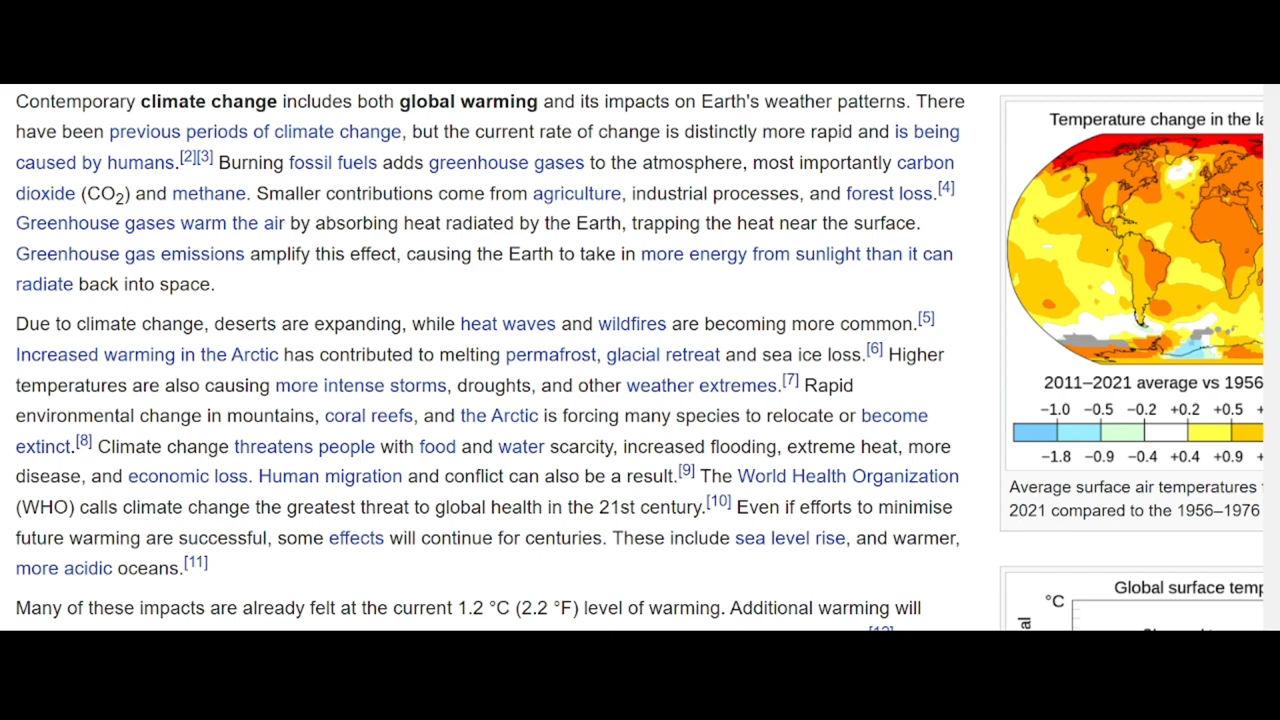 Contemporary climate change includes both global warming and its impacts on Earth's weather patterns. There
have been previous periods of climate change, but the current rate of change is distinctly more rapid and is being
caused by humans.[2][3] Burning fossil fuels adds greenhouse gases to the atmosphere, most importantly carbon
dioxide (CO2) and methane. Smaller contributions come from agriculture, industrial processes, and forest loss.[4]
Greenhouse gases warm the air by absorbing heat radiated by the Earth, trapping the heat near the surface.
Greenhouse gas emissions amplify this effect, causing the Earth to take in more energy from sunlight than it can
radiate back into space.
Due to climate change, deserts are expanding, while heat waves and wildfires are becoming more common.[5]
Increased warming in the Arctic has contributed to melting permafrost, glacial retreat and sea ice loss.[6] Higher
temperatures are also causing more intense storms, droughts, and other weather extremes.[7] Rapid
environmental change in mountains, coral reefs, and the Arctic is forcing many species to relocate or become
extinct.[8] Climate change threatens people with food and water scarcity, increased flooding, extreme heat, more
disease, and economic loss. Human migration and conflict can also be a result.[9] The World Health Organization
(WHO) calls climate change the greatest threat to global health in the 21st century.[10] Even if efforts to minimise
future warming are successful, some effects will continue for centuries. These include sea level rise, and warmer,
more acidic oceans.[11]
Many of these impacts are already felt at the current 1.2 °C (2.2 °F) level of warming. Additional warming will
Temperature change in the la
2011–2021 average vs 1956
−1.0 −0.5 −0.2 +0.2 +0.5 +
−1.8 −0.9 −0.4 +0.4 +0.9 +
Average surface air temperatures
2021 compared to the 1956–1976
Global surface temp
°C
al